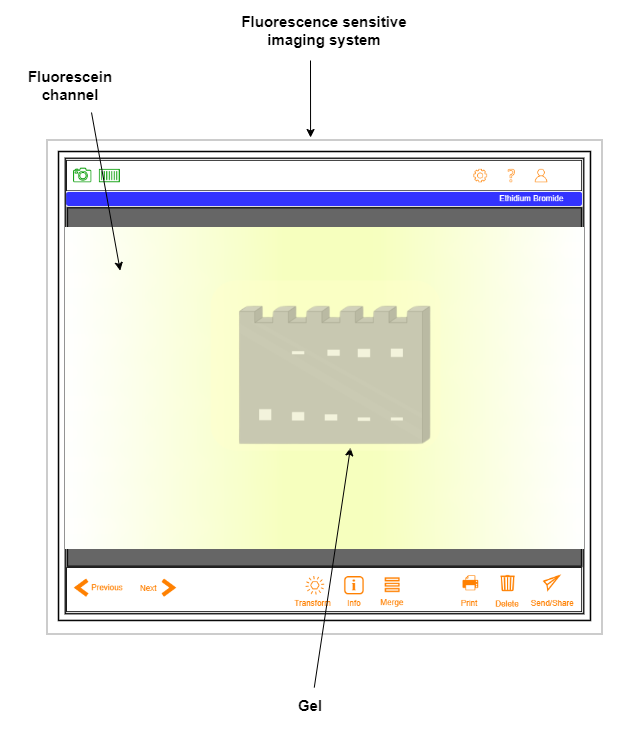 Fluorescence sensitive
imaging system
Fluorescein
channel
Ethidium Bromide
Previous
Next
Transform
Info
Merge
Print
Delete
Send/Share
Gel